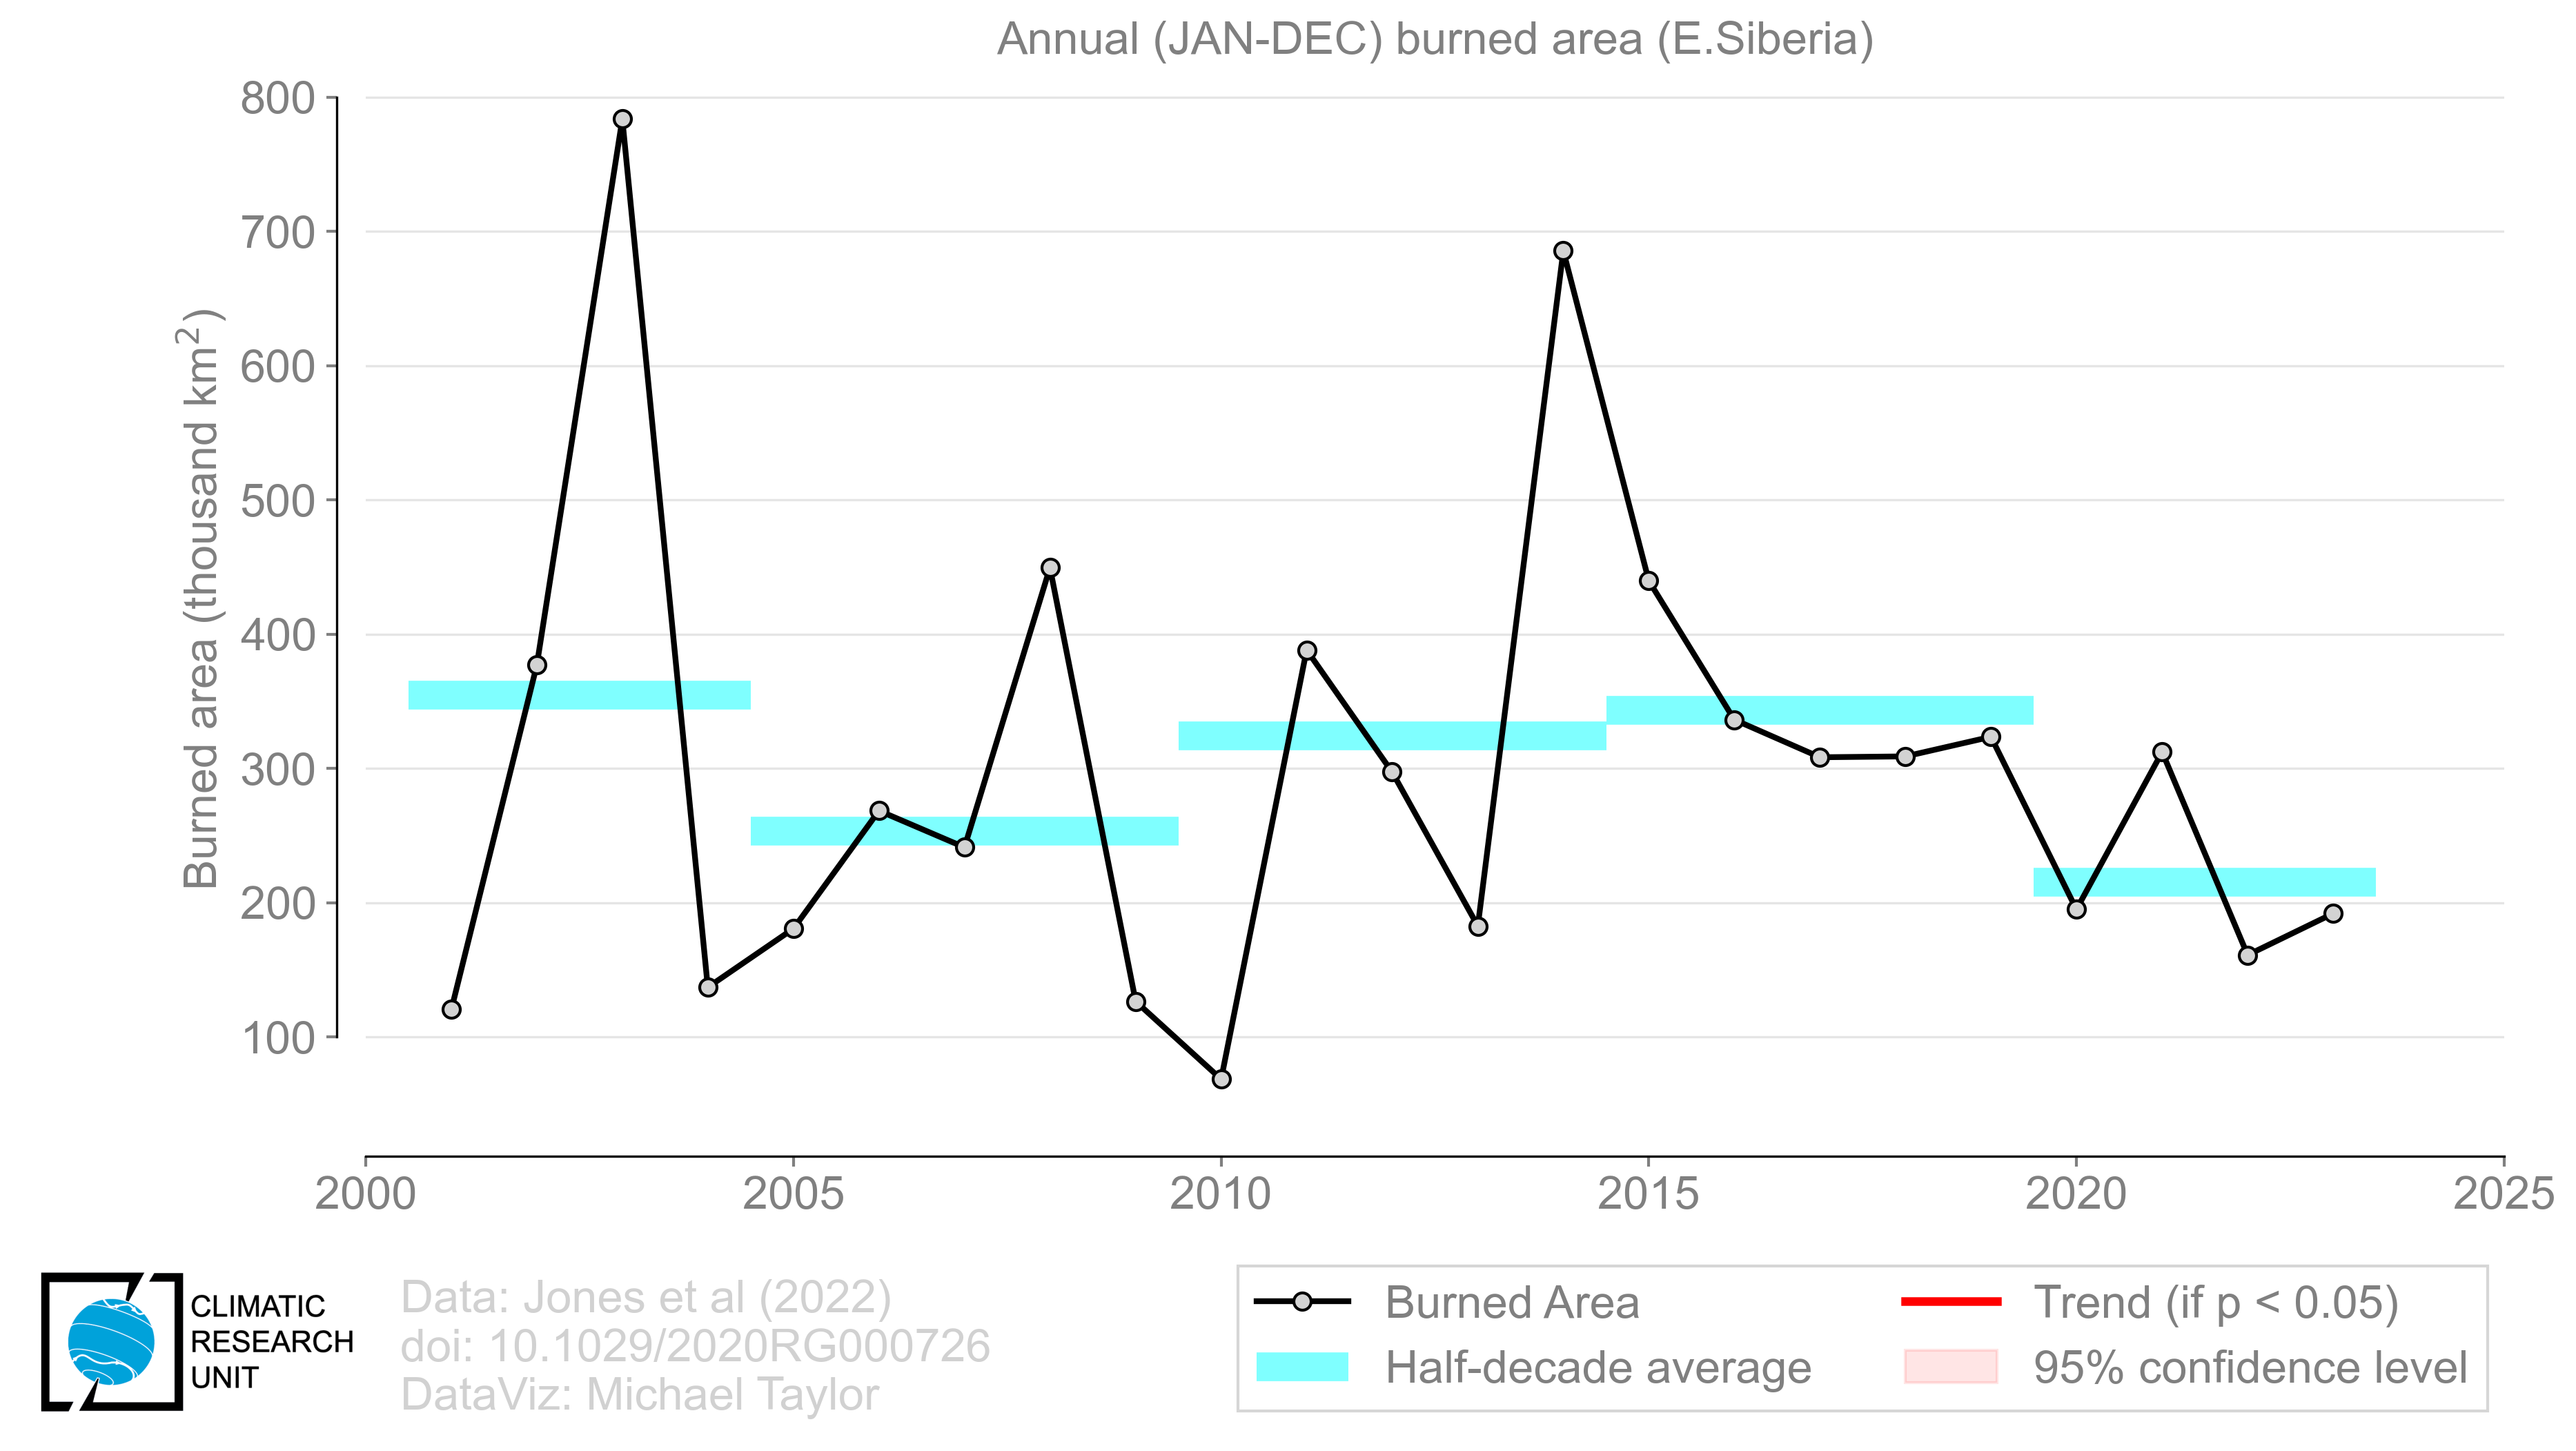 Annual (JAN-DEC) burned area (E.Siberia)
Burned area (thousand km²)
800
700
600
500
400
300
200
100
2000 2005 2010 2015 2020 2025
CLIMATIC
RESEARCH
UNIT
Data: Jones et al (2022)
doi: 10.1029/2020RG000726
DataViz: Michael Taylor
Burned Area
Half-decade average
Trend (if p < 0.05)
95% confidence level